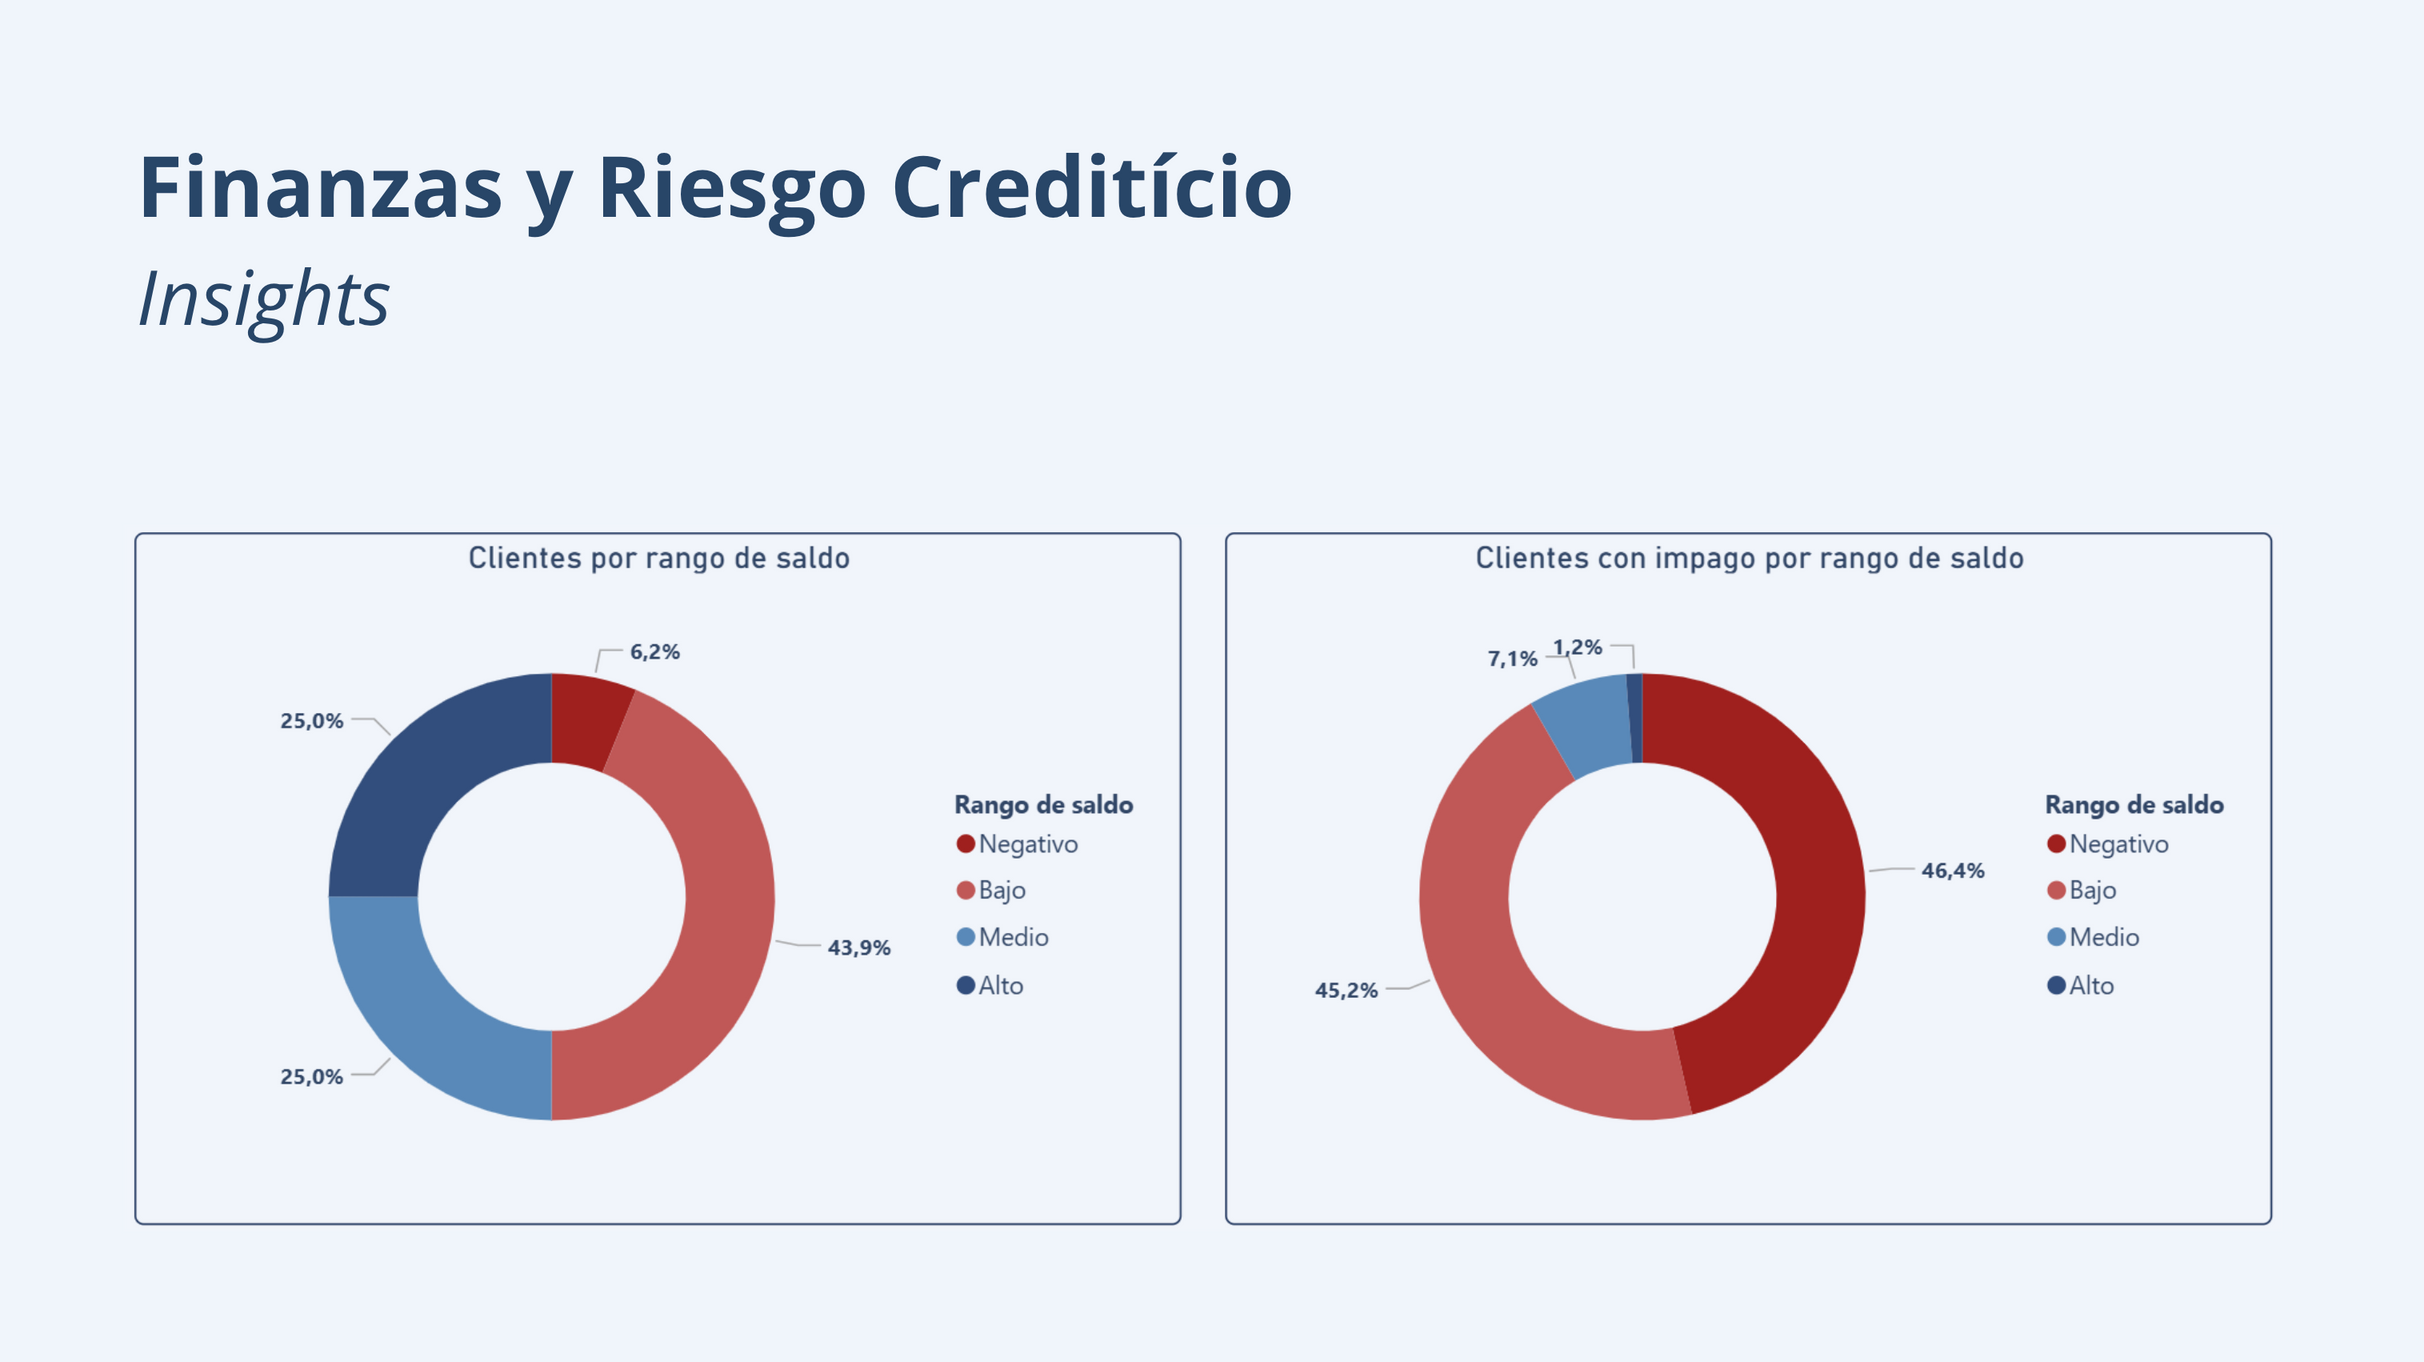 Finanzas y Riesgo Creditício
Insights
Clientes por rango de saldo
6,2%
25,0%
43,9%
25,0%
Rango de saldo
Negativo
Bajo
Medio
Alto
Clientes con impago por rango de saldo
1,2%
7,1%
46,4%
45,2%
Rango de saldo
Negativo
Bajo
Medio
Alto